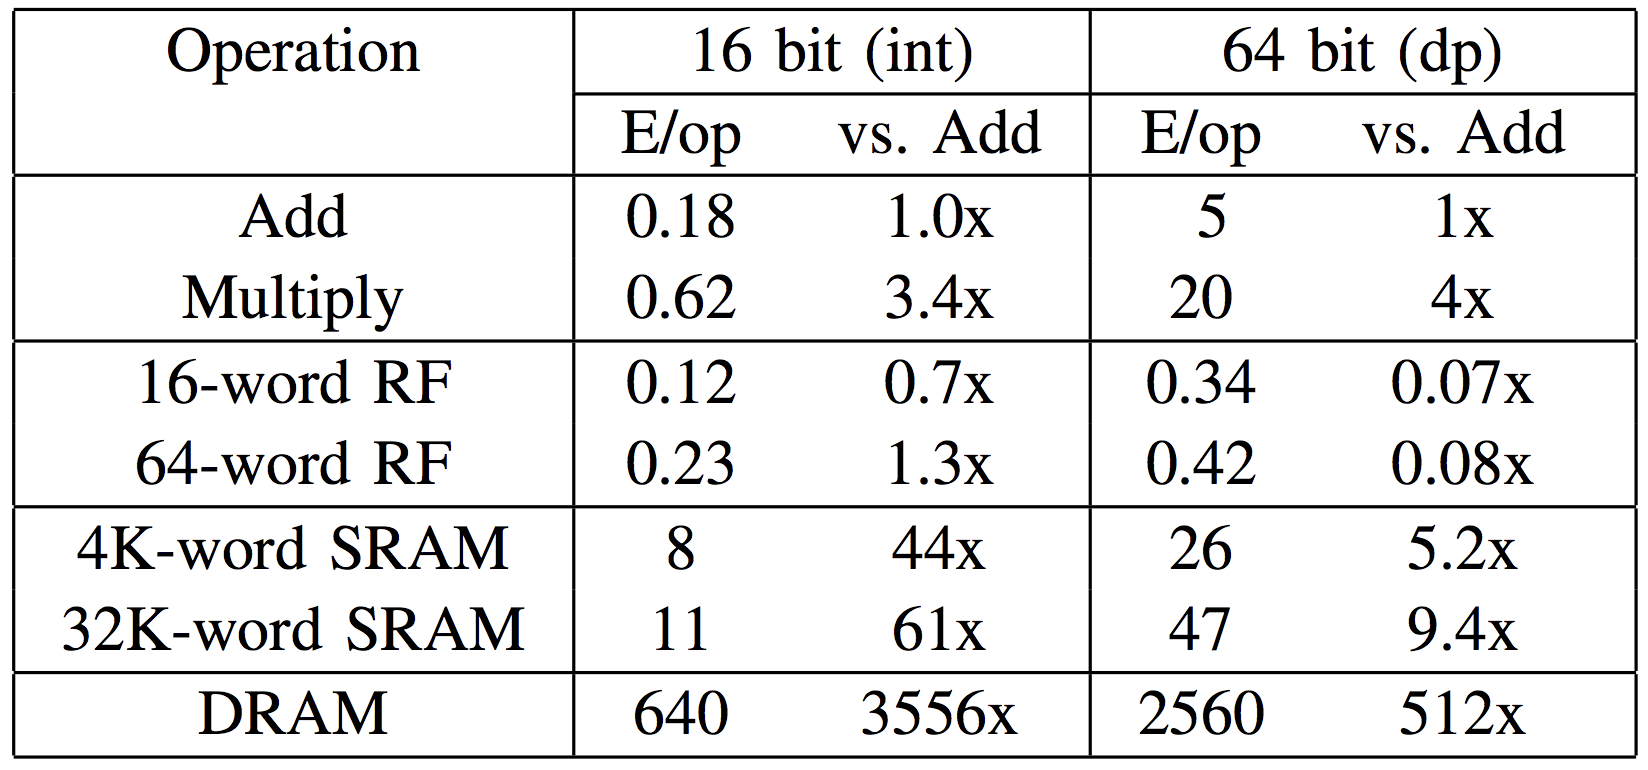 Operation 16 bit (int) 64 bit (dp)
E/op vs. Add E/op vs. Add
Add 0.18 1.0x 5 1x
Multiply 0.62 3.4x 20 4x
16-word RF 0.12 0.7x 0.34 0.07x
64-word RF 0.23 1.3x 0.42 0.08x
4K-word SRAM 8 44x 26 5.2x
32K-word SRAM 11 61x 47 9.4x
DRAM 640 3556x 2560 512x